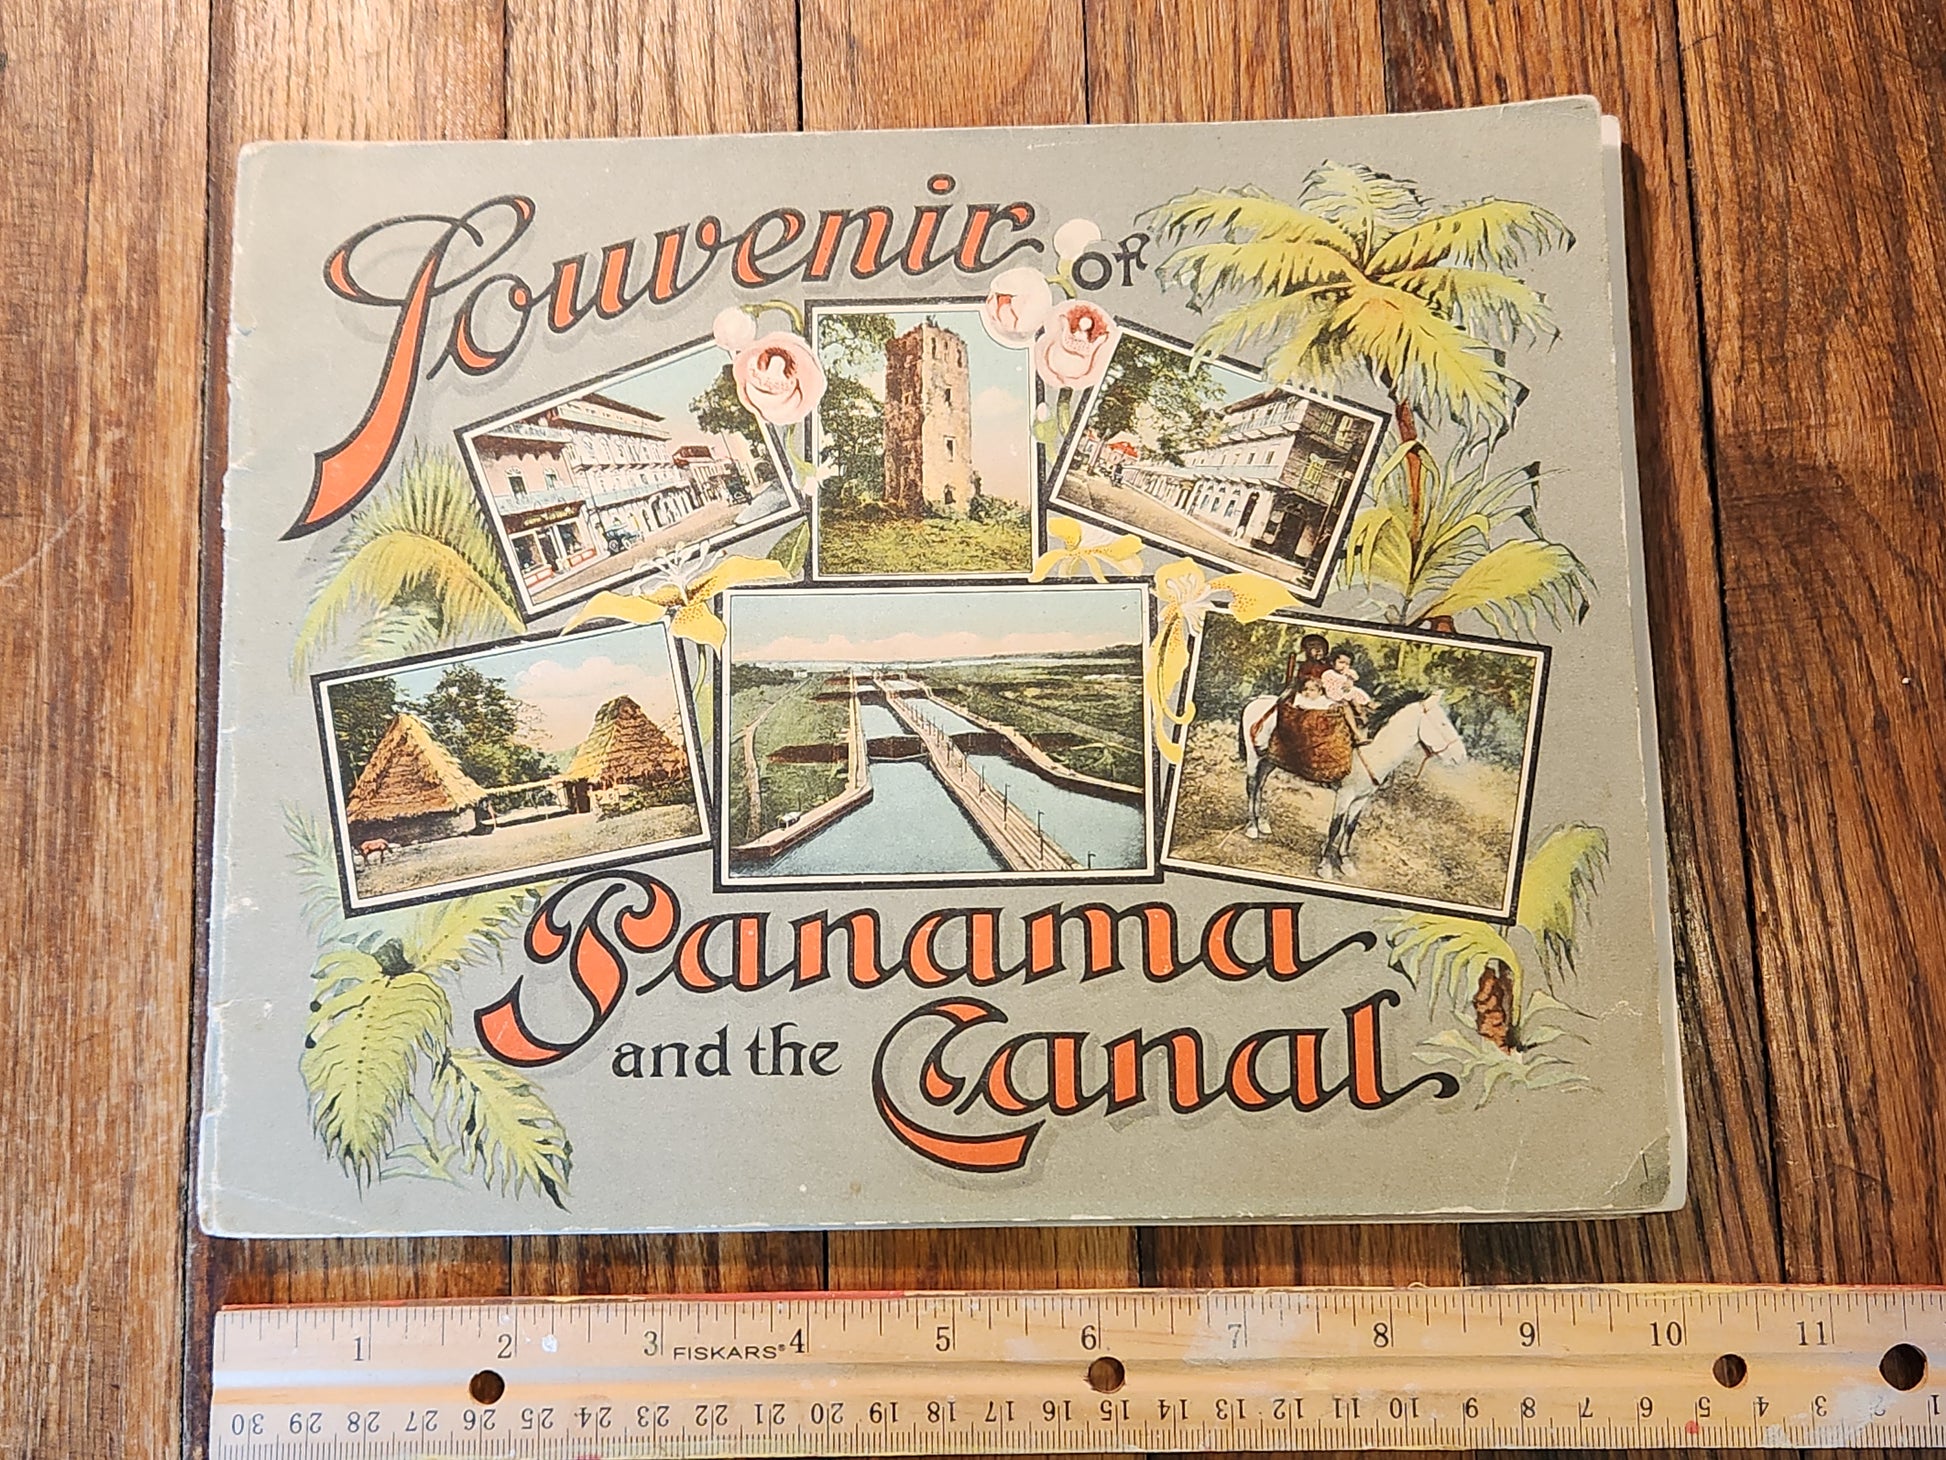 Souvenir of
Panama
and the Canal
1 2 3 FISKARS® 4 5 6 7 8 9 10 11
30 29 28 27 26 25 24 23 22 21 20 19 18 17 16 15 14 13 12 11 10 9 8 7 6 5 4 3 2 1